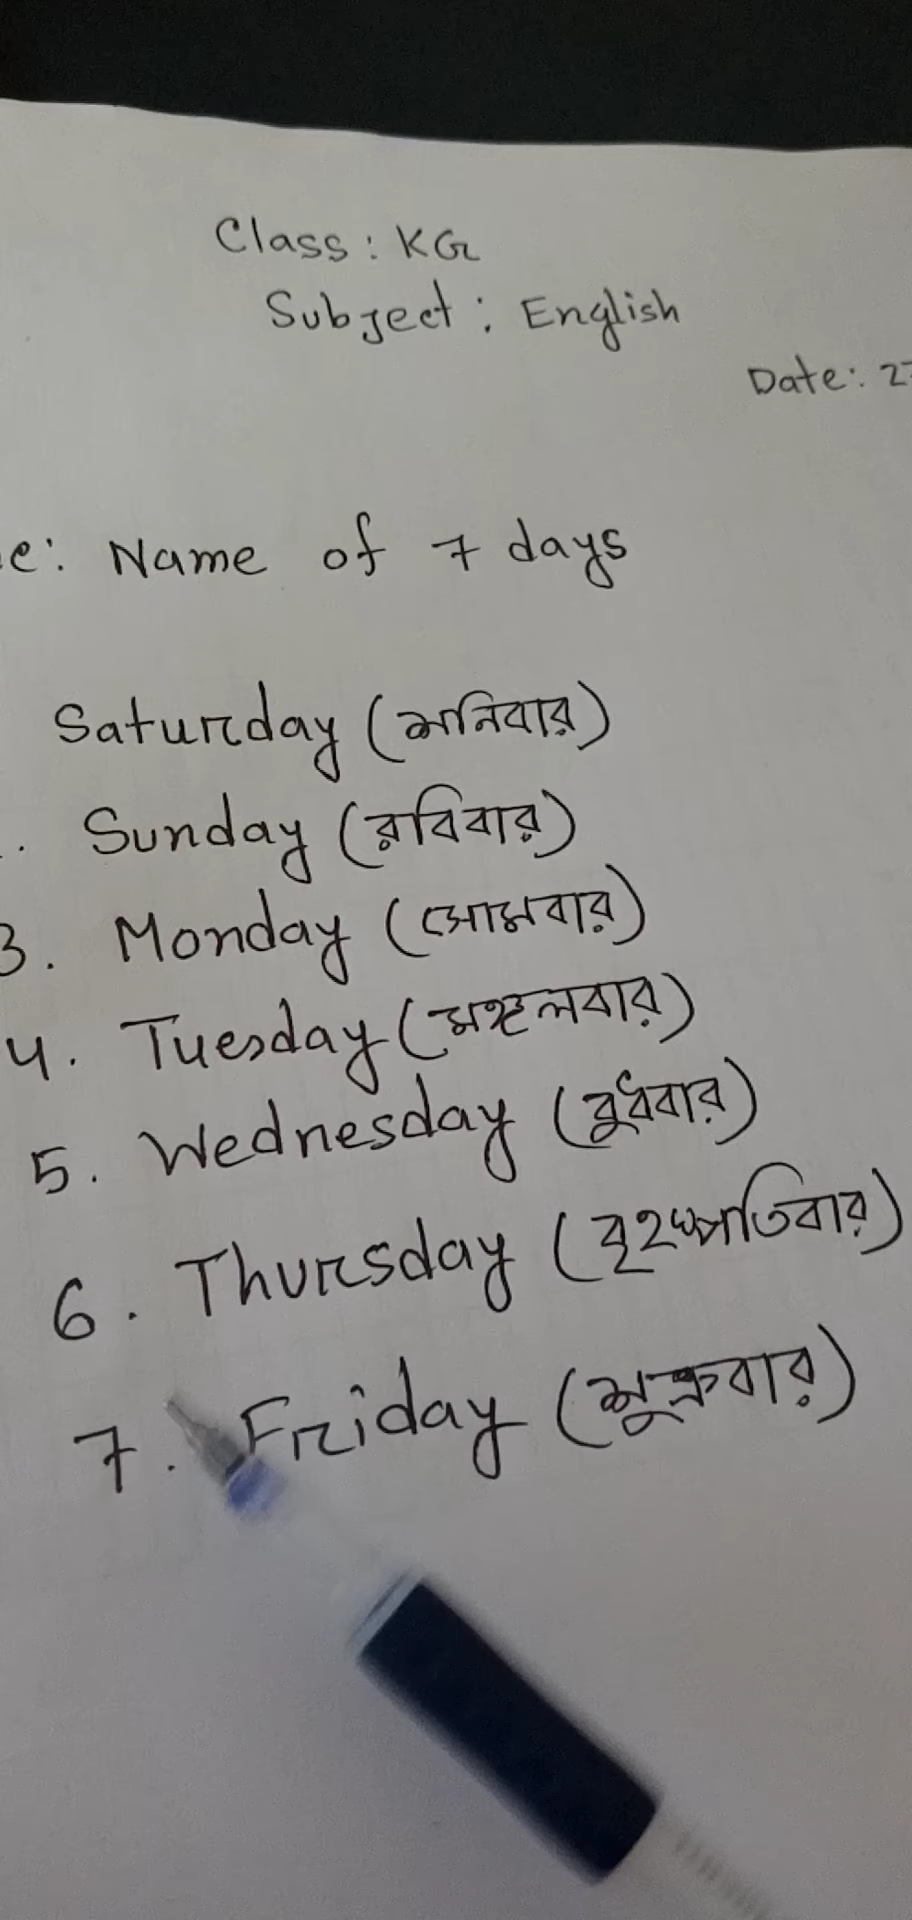 Class: KG
Subject: English
Date: 2
e: Name of 7 days
Saturday (শনিবার)
. Sunday (রবিবার)
3. Monday (সোমবার)
4. Tuesday (মঙ্গলবার)
5. Wednesday (বুধবার)
6. Thursday (বৃহস্পতিবার)
7. Friday (শুক্রবার)